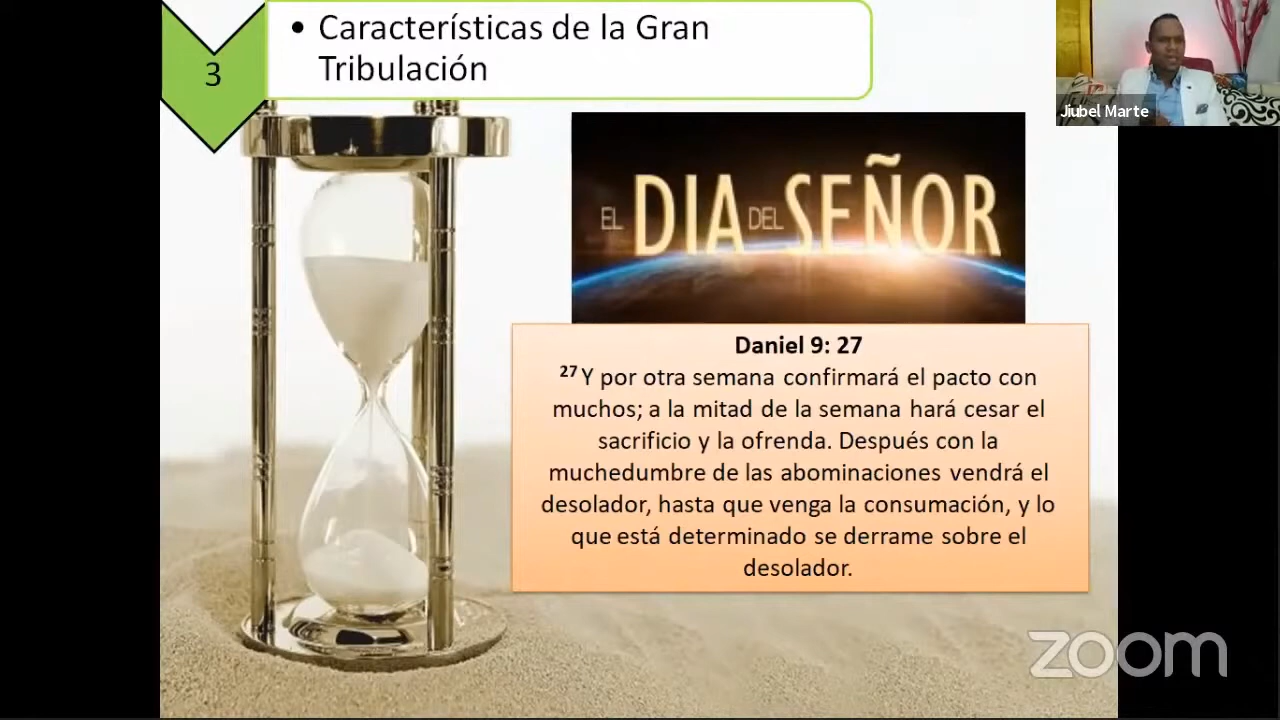 3
• Características de la Gran
Tribulación
Jiubel Marte
EL DIA DEL SEÑOR
Daniel 9: 27
²⁷Y por otra semana confirmará el pacto con
muchos; a la mitad de la semana hará cesar el
sacrificio y la ofrenda. Después con la
muchedumbre de las abominaciones vendrá el
desolador, hasta que venga la consumación, y lo
que está determinado se derrame sobre el
desolador.
zoom